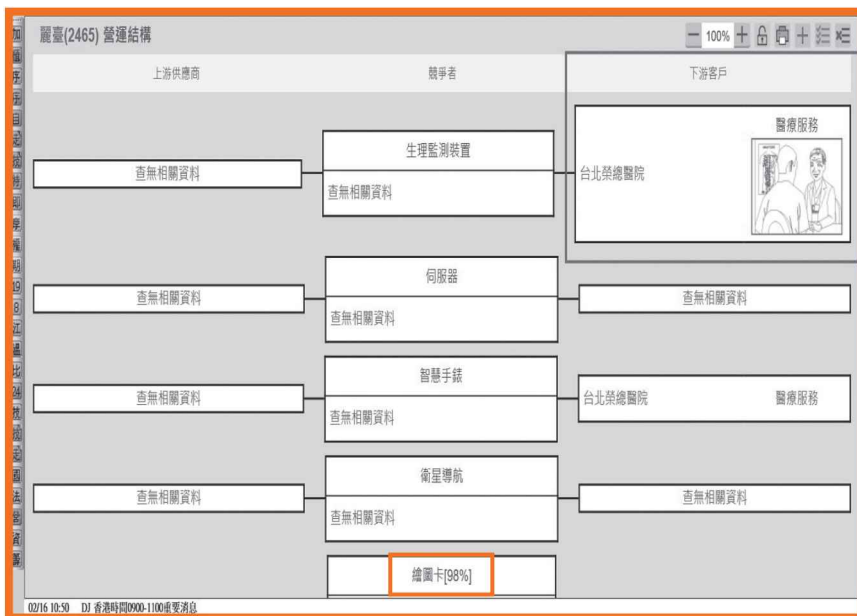 麗臺(2465) 營運結構
100%
上游供應商
競爭者
下游客戶
生理監測裝置
查無相關資料
查無相關資料
台北榮總醫院
醫療服務
伺服器
查無相關資料
查無相關資料
查無相關資料
智慧手錶
查無相關資料
查無相關資料
台北榮總醫院
醫療服務
衛星導航
查無相關資料
查無相關資料
查無相關資料
繪圖卡[98%]
02/16 10:50 DJ 香港時間0900-1100重要消息